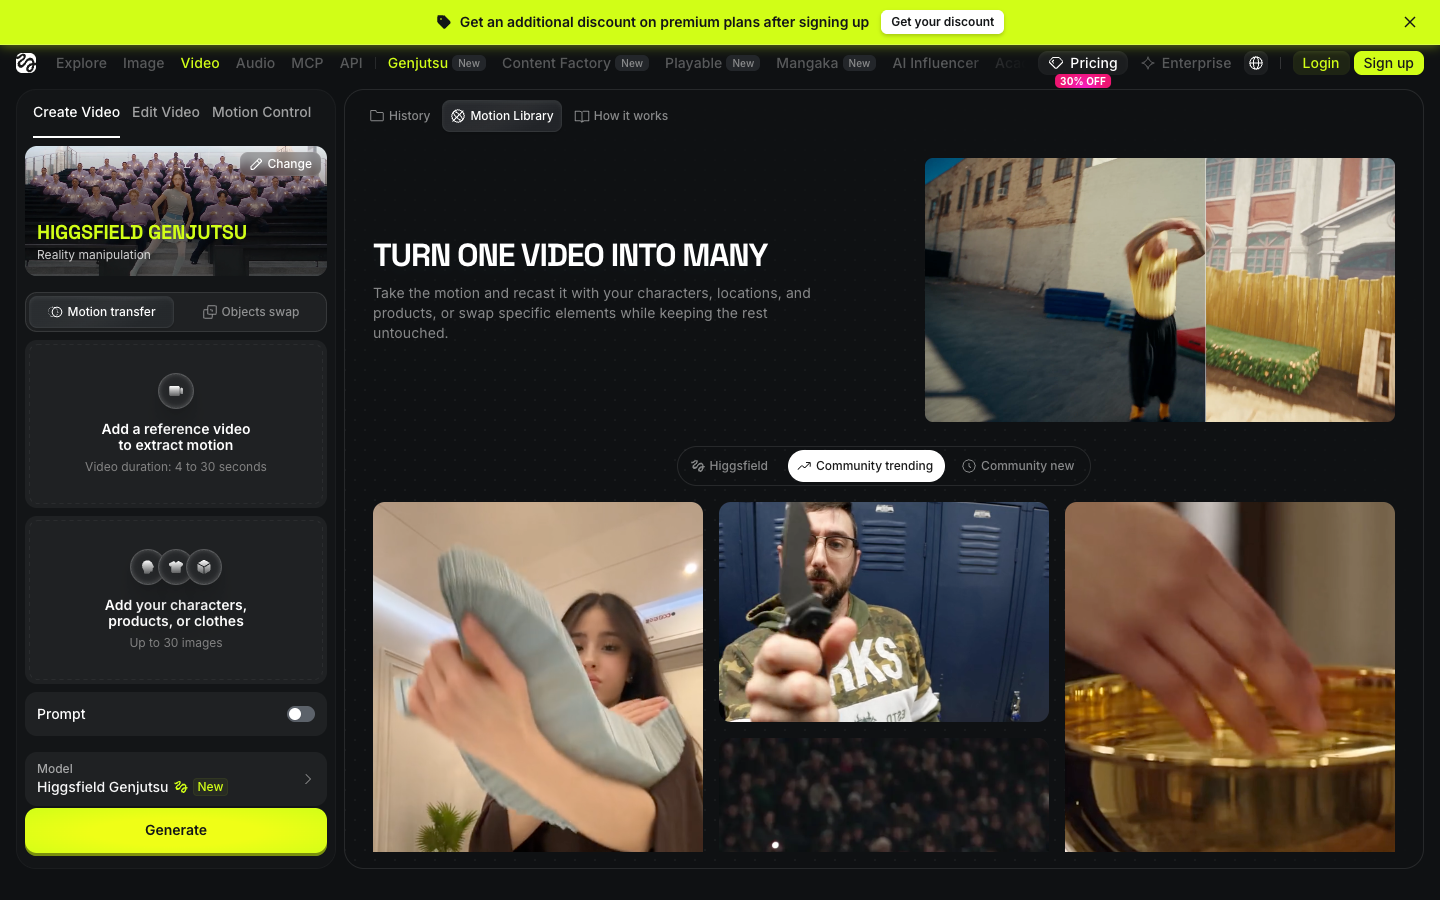 Get an additional discount on premium plans after signing up
Get your discount
Explore
Image
Video
Audio
MCP
API
Genjutsu New
Content Factory New
Playable New
Mangaka New
AI Influencer
Pricing
30% OFF
Enterprise
Login
Sign up
Create Video
Edit Video
Motion Control
Change
HIGGSFIELD GENJUTSU
Reality manipulation
Motion transfer
Objects swap
Add a reference video
to extract motion
Video duration: 4 to 30 seconds
Add your characters,
products, or clothes
Up to 30 images
Prompt
Model
Higgsfield Genjutsu New
Generate
History
Motion Library
How it works
TURN ONE VIDEO INTO MANY
Take the motion and recast it with your characters, locations, and
products, or swap specific elements while keeping the rest
untouched.
Higgsfield
Community trending
Community new